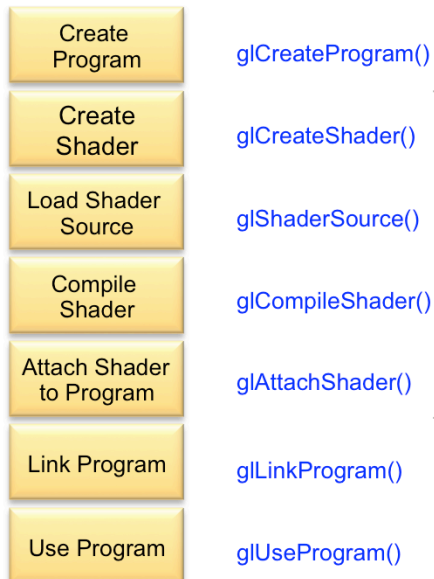 Create
Program
glCreateProgram()
Create
Shader
glCreateShader()
Load Shader
Source
glShaderSource()
Compile
Shader
glCompileShader()
Attach Shader
to Program
glAttachShader()
Link Program
glLinkProgram()
Use Program
glUseProgram()